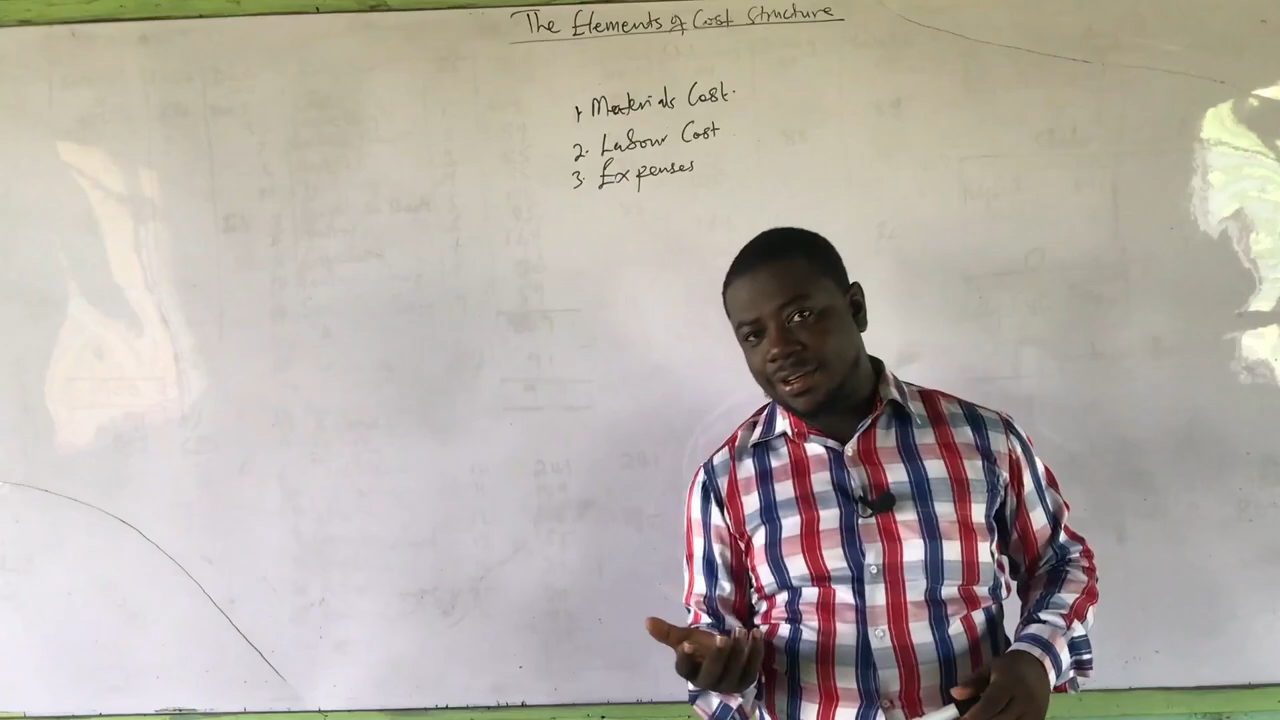 The Elements of Cost Structure
1. Materials Cost.
2. Labour Cost
3. Expenses